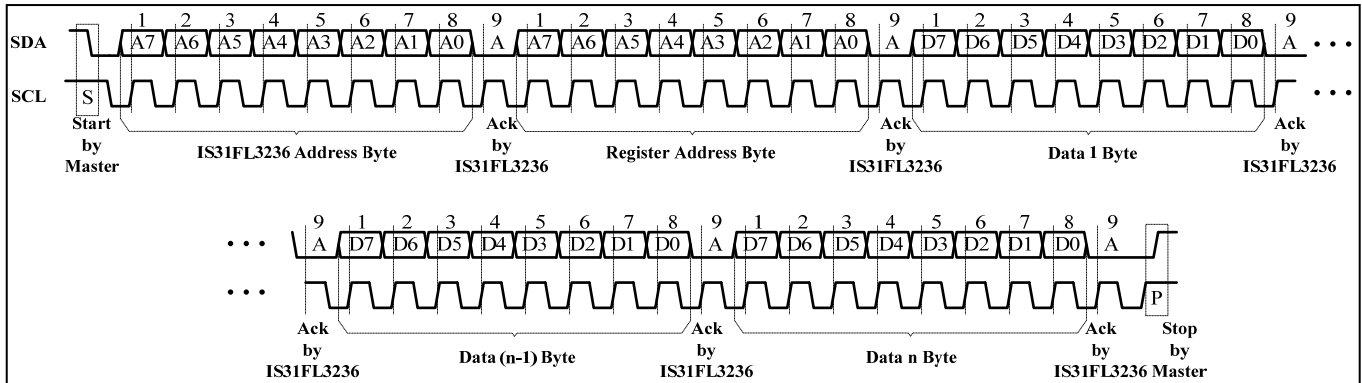 1 2 3 4 5 6 7 8 9 1 2 3 4 5 6 7 8 9 1 2 3 4 5 6 7 8 9
SDA A7 A6 A5 A4 A3 A2 A1 A0 A A7 A6 A5 A4 A3 A2 A1 A0 A D7 D6 D5 D4 D3 D2 D1 D0 A • • •
SCL S • • •
Start by Master
IS31FL3236 Address Byte
Ack by IS31FL3236
Register Address Byte
Ack by IS31FL3236
Data 1 Byte
Ack by IS31FL3236
9 1 2 3 4 5 6 7 8 9 1 2 3 4 5 6 7 8 9
• • • A D7 D6 D5 D4 D3 D2 D1 D0 A D7 D6 D5 D4 D3 D2 D1 D0 A
• • • P
Ack by IS31FL3236
Data (n-1) Byte
Ack by IS31FL3236
Data n Byte
Ack by IS31FL3236
Stop by Master